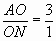 AO/ON = 3/1